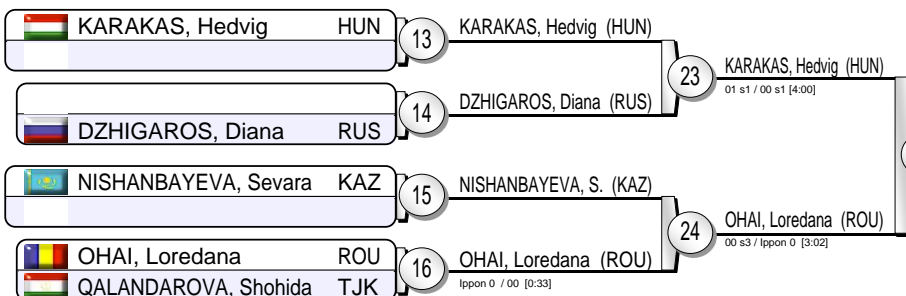 KARAKAS, Hedvig HUN
13
KARAKAS, Hedvig (HUN)
23
KARAKAS, Hedvig (HUN)
01 s1 / 00 s1 [4:00]
DZHIGAROS, Diana RUS
14
DZHIGAROS, Diana (RUS)
NISHANBAYEVA, Sevara KAZ
15
NISHANBAYEVA, S. (KAZ)
24
OHAI, Loredana (ROU)
00 s3 / Ippon 0 [3:02]
OHAI, Loredana ROU
16
OHAI, Loredana (ROU)
Ippon 0 / 00 [0:33]
QALANDAROVA, Shohida TJK